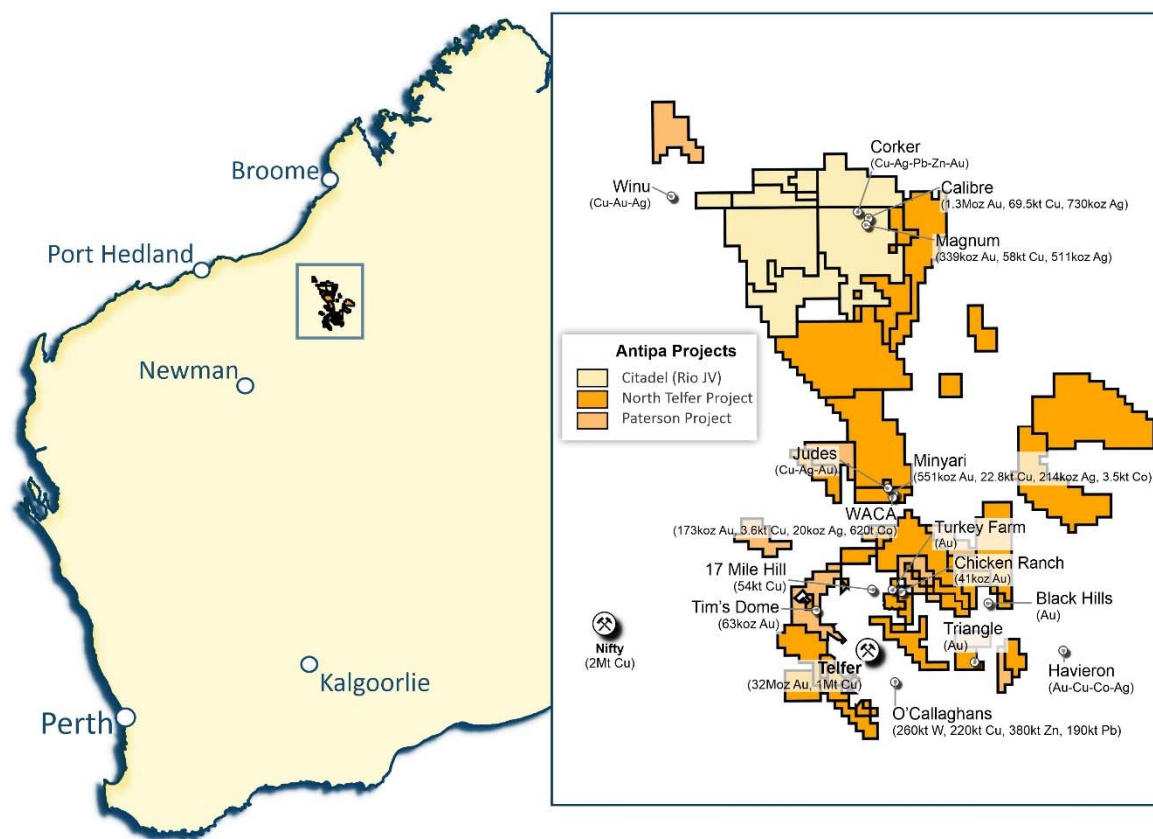 Broome
Port Hedland
Newman
Kalgoorlie
Perth
Corker
(Cu-Ag-Pb-Zn-Au)
Winu
(Cu-Au-Ag)
Calibre
(1.3Moz Au, 69.5kt Cu, 730koz Ag)
Magnum
(339koz Au, 58kt Cu, 511koz Ag)
Antipa Projects
Citadel (Rio JV)
North Telfer Project
Paterson Project
Judes
(Cu-Ag-Au)
Minyari
(551koz Au, 22.8kt Cu, 214koz Ag, 3.5kt Co)
WACA
(173koz Au, 3.6kt Cu, 20koz Ag, 620t Co)
Turkey Farm
(Au)
17 Mile Hill
(54kt Cu)
Chicken Ranch
(41koz Au)
Tim's Dome
(63koz Au)
Black Hills
(Au)
Nifty
(2Mt Cu)
Triangle
(Au)
Telfer
(32Moz Au, 1Mt Cu)
Havieron
(Au-Cu-Co-Ag)
O'Callaghans
(260kt W, 220kt Cu, 380kt Zn, 190kt Pb)